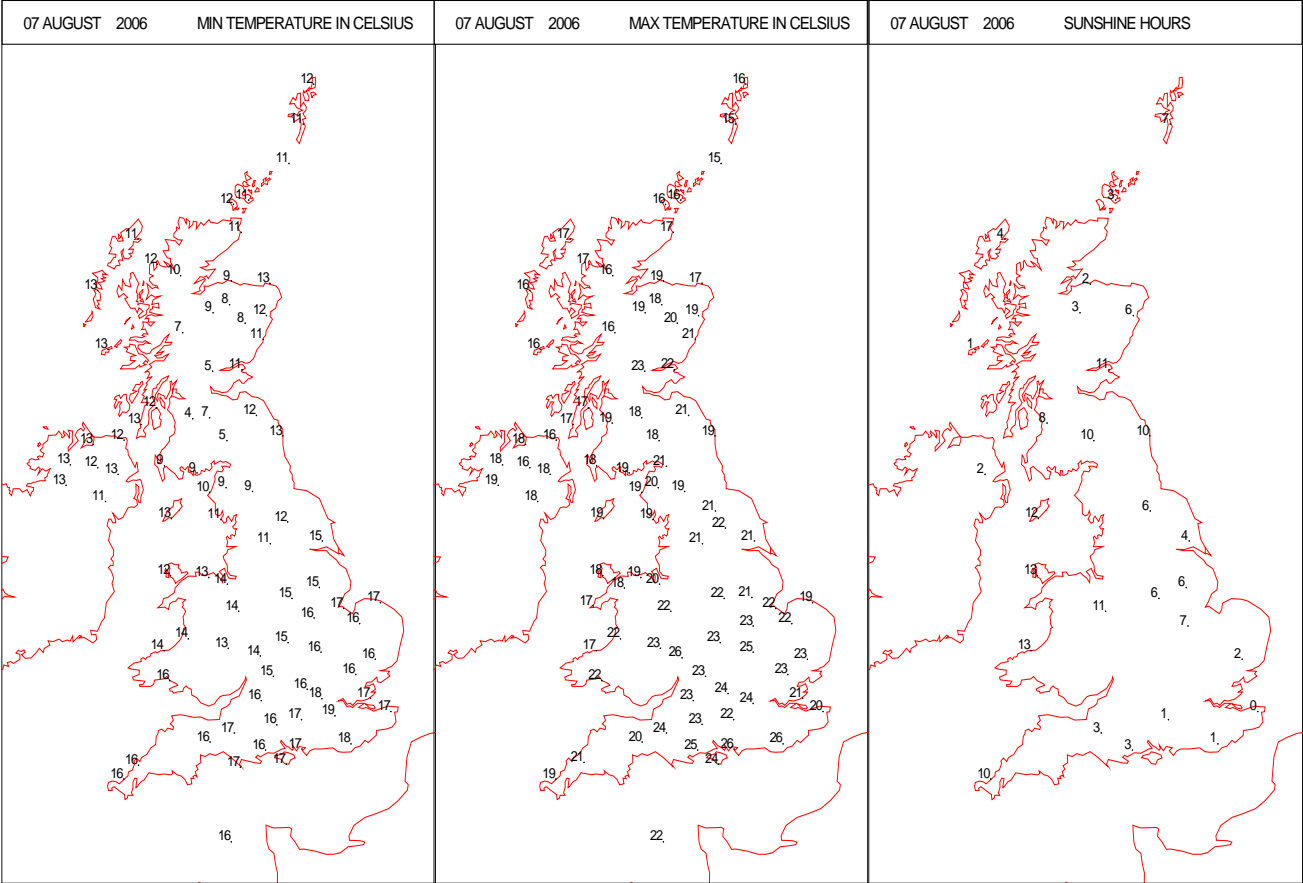 07 AUGUST 2006 MIN TEMPERATURE IN CELSIUS
12
11
11
12 11
11
11
12
10
9 13
13
8
9 12
8
7 11
13
5 11
12
4 7 12
13
13 12 5 13
13 12 13
9 9
13
11
10 9 9
13 11
12
11 15
12 13 14
15
15
14 17 17
16 16
14 15
14 13 14 16 16
16 15 16
16 16 18 17
17
16 17 19
17
16 16 17 18
16 17 17
16
16
07 AUGUST 2006 MAX TEMPERATURE IN CELSIUS
16
15
15
16 16
17
17
17
16
19 17
16
18
19 19
20
16 21
16
23 22
17
17 19 18 21
18 16 18 19
18 16 18
18 19 21
19
18
19 20 19
19 19 21
22
21 21
18 18 19 20
22 21
17 22 22 19
23 22
22 23
17 23 26 25 23
22 23 23
23 24 24 21
20
24 23 22
20 25 26 26
21 24
19
22
07 AUGUST 2006 SUNSHINE HOURS
7
3
4
2
3 6
1
11
8
10 10
2
12 6
4
13
6
11 6
7
13
2
3 1 0
3 1
10